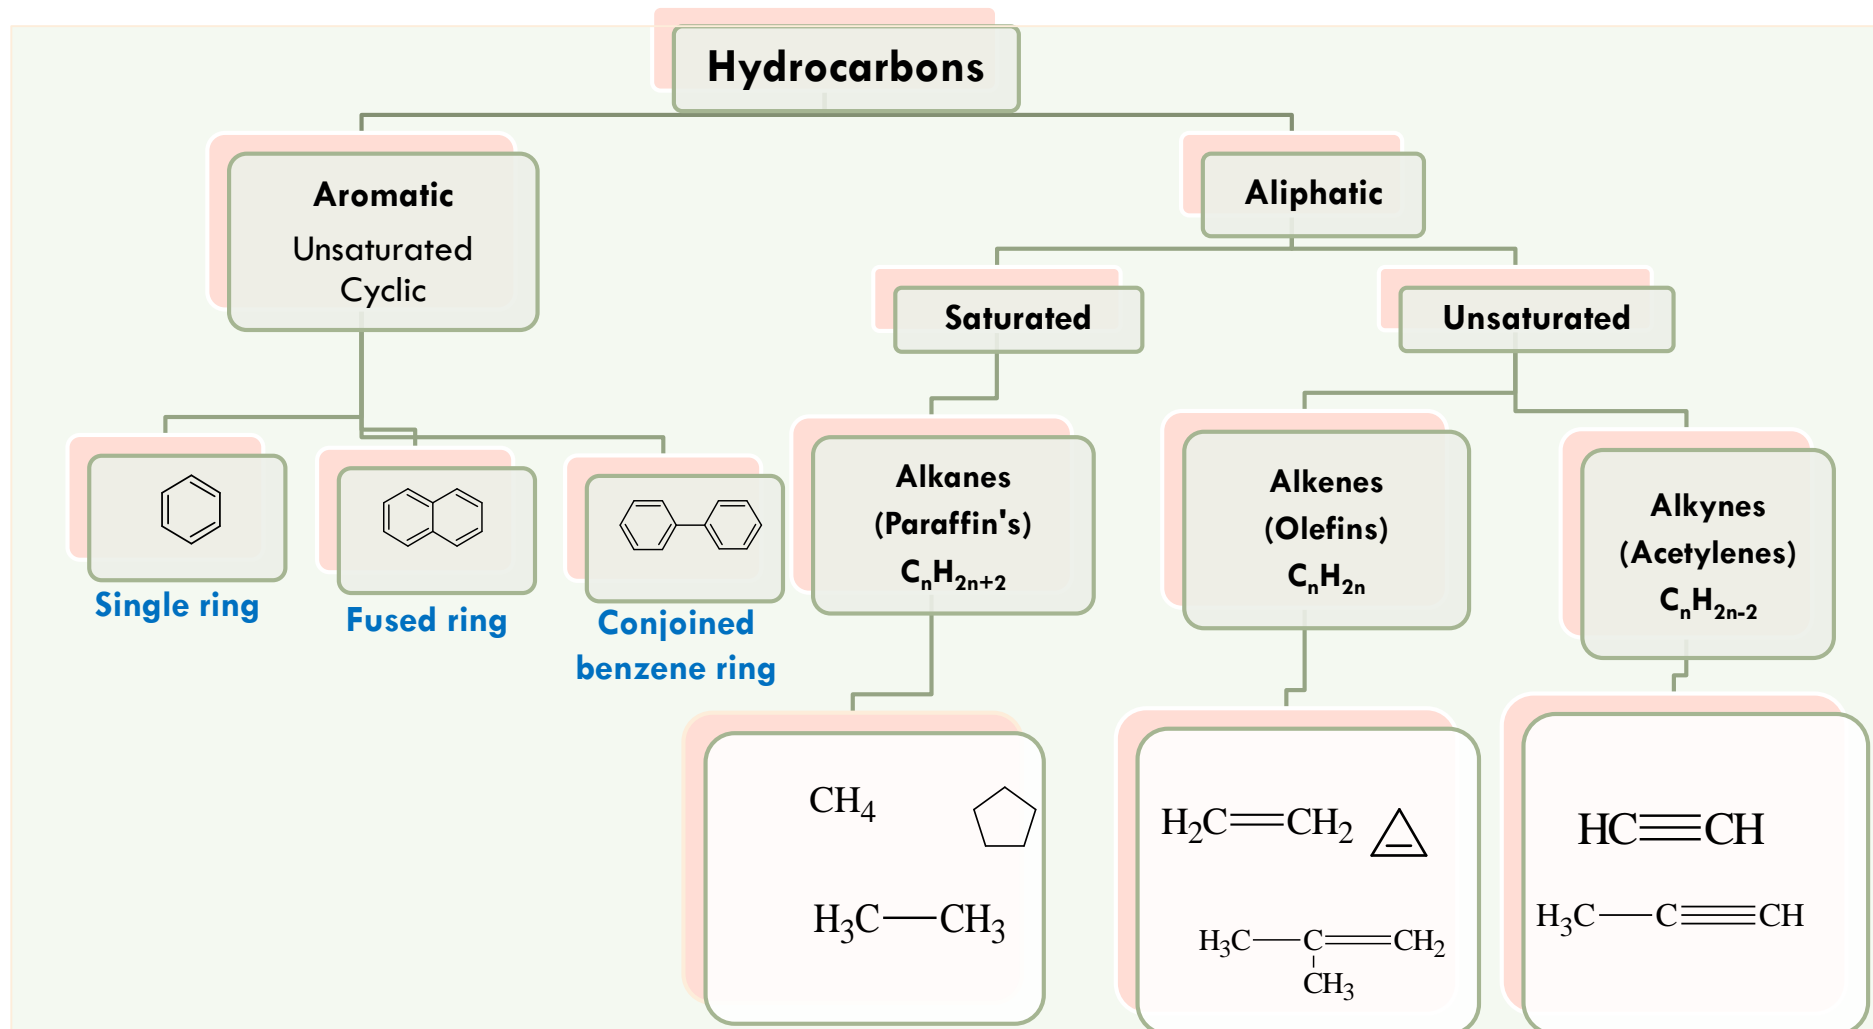 Hydrocarbons
Aromatic
Unsaturated
Cyclic
Aliphatic
Saturated
Unsaturated
Single ring
Fused ring
Conjoined
benzene ring
Alkanes
(Paraffin's)
CₙH₂ₙ₊₂
Alkenes
(Olefins)
CₙH₂ₙ
Alkynes
(Acetylenes)
CₙH₂ₙ₋₂
CH₄
H₃C—CH₃
H₂C=CH₂
H₃C—C=CH₂
CH₃
HC≡CH
H₃C—C≡CH